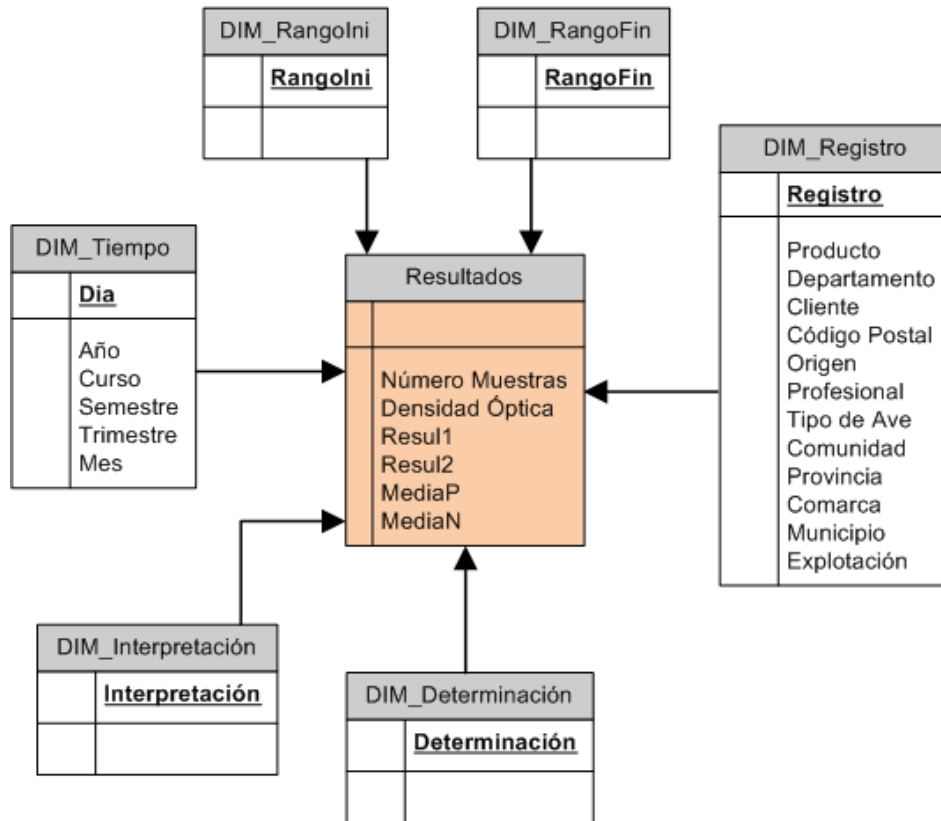 DIM_RangoIni
RangoIni
DIM_RangoFin
RangoFin
DIM_Registro
Registro
Producto
Departamento
Cliente
Código Postal
Origen
Profesional
Tipo de Ave
Comunidad
Provincia
Comarca
Municipio
Explotación
DIM_Tiempo
Dia
Año
Curso
Semestre
Trimestre
Mes
Resultados
Número Muestras
Densidad Óptica
Resul1
Resul2
MediaP
MediaN
DIM_Interpretación
Interpretación
DIM_Determinación
Determinación